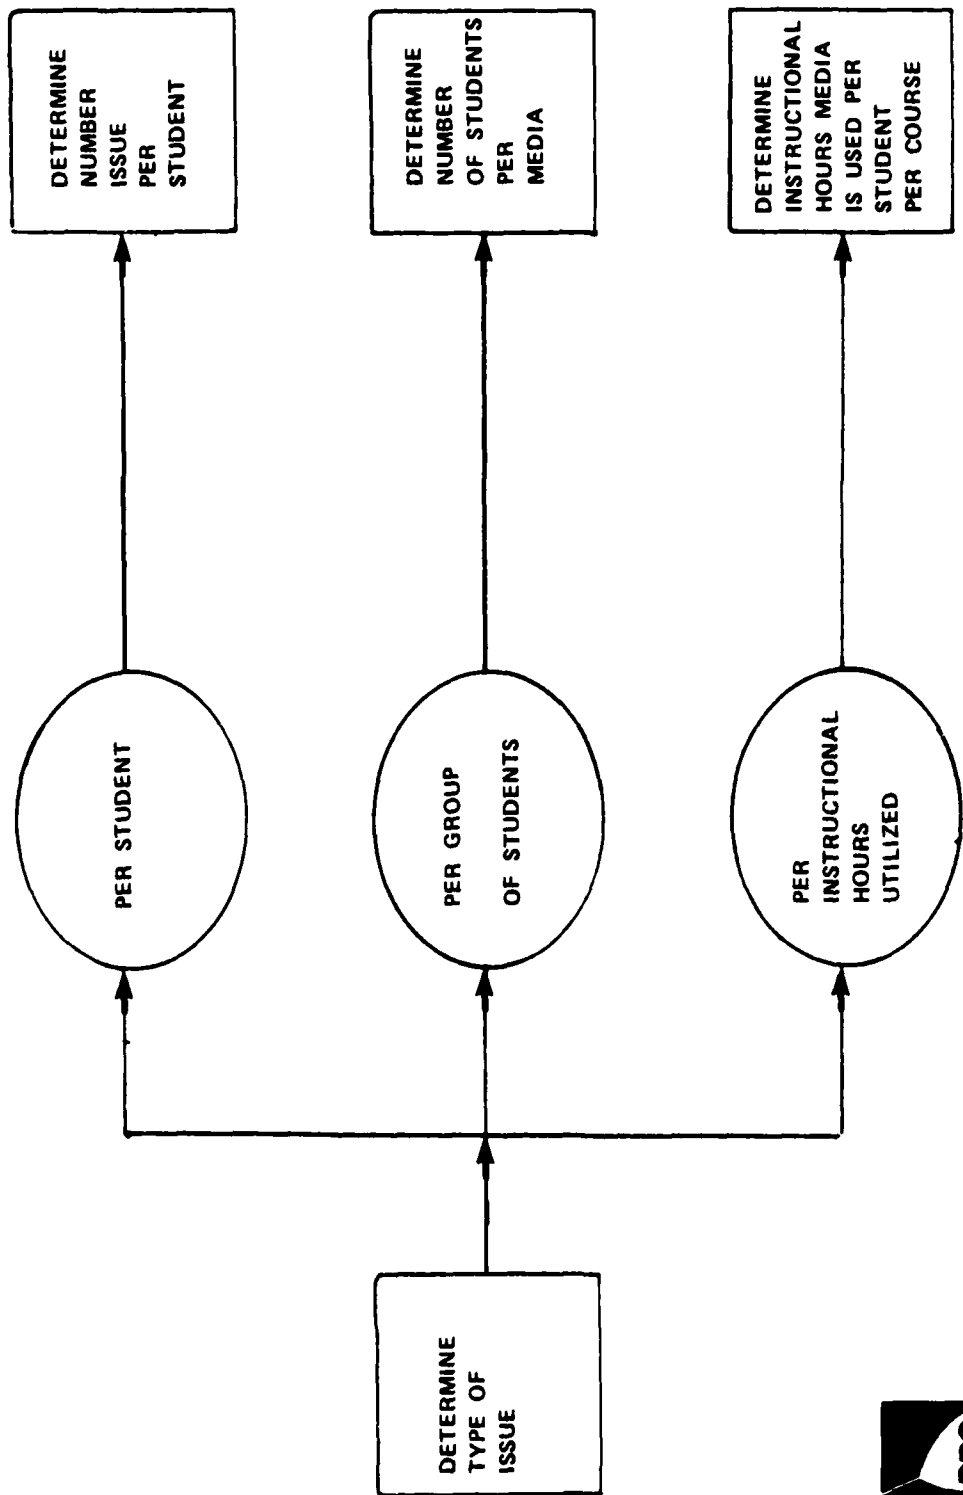 DETERMINE
TYPE OF
ISSUE
PER STUDENT
PER GROUP
OF STUDENTS
PER
INSTRUCTIONAL
HOURS
UTILIZED
DETERMINE
NUMBER
ISSUE
PER
STUDENT
DETERMINE
NUMBER
OF STUDENTS
PER
MEDIA
DETERMINE
INSTRUCTIONAL
HOURS MEDIA
IS USED PER
STUDENT
PER COURSE